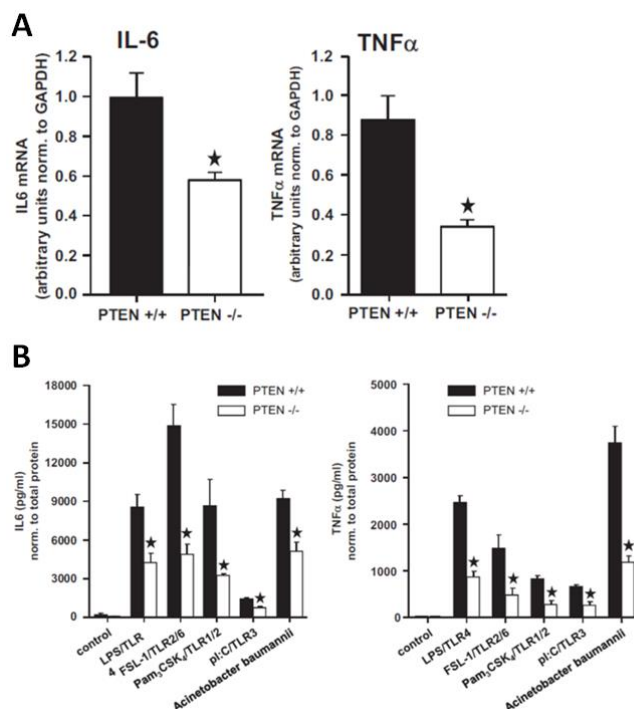 A
IL-6
IL6 mRNA
(arbitrary units norm. to GAPDH)
1.2
1.0
0.8
0.6
0.4
0.2
0.0
★
PTEN +/+ PTEN -/-
TNFα
TNFα mRNA
(arbitrary units norm. to GAPDH)
1.2
1.0
0.8
0.6
0.4
0.2
0.0
★
PTEN +/+ PTEN -/-
B
IL6 (pg/ml)
norm. to total protein
18000
15000
12000
9000
6000
3000
0
PTEN +/+
PTEN -/-
★
★
★
★
★
control
LPS/TLR
4 FSL-1/TLR2/6
Pam₃CSK₄/TLR1/2
pI:C/TLR3
Acinetobacter baumannii
TNFα (pg/ml)
norm. to total protein
5000
4000
3000
2000
1000
0
PTEN +/+
PTEN -/-
★
★
★
★
★
control
LPS/TLR4
FSL-1/TLR2/6
Pam₃CSK₄/TLR1/2
pI:C/TLR3
Acinetobacter baumannii